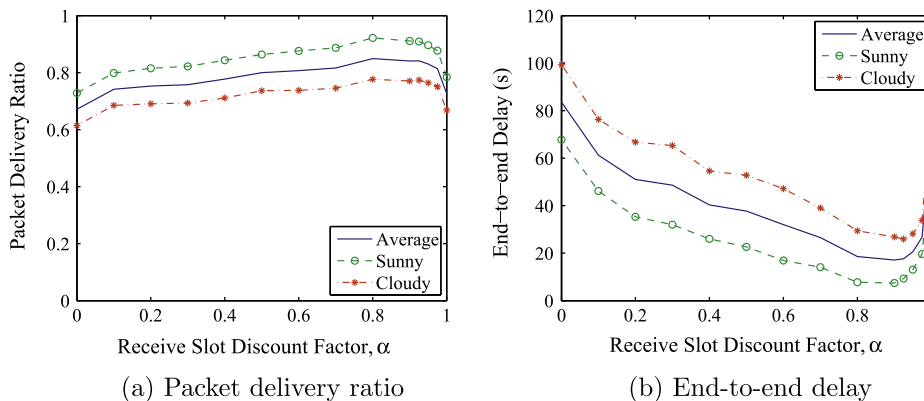 1
0.8
0.6
0.4
0.2
0
Packet Delivery Ratio
Average
Sunny
Cloudy
0 0.2 0.4 0.6 0.8 1
Receive Slot Discount Factor, α
(a) Packet delivery ratio
120
100
80
60
40
20
0
End−to−end Delay (s)
Average
Sunny
Cloudy
0 0.2 0.4 0.6 0.8
Receive Slot Discount Factor, α
(b) End-to-end delay